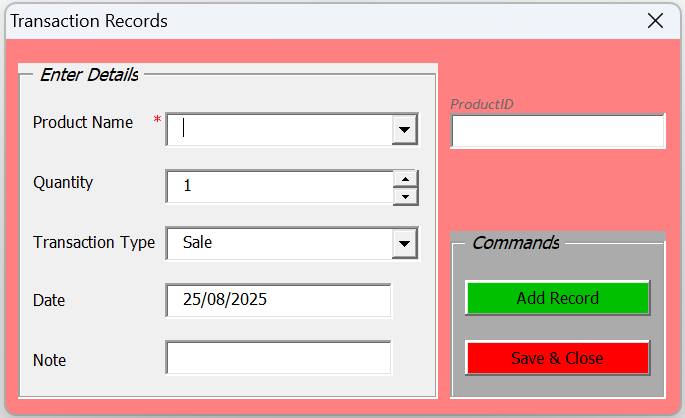 Transaction Records
Enter Details
Product Name *
Quantity 1
Transaction Type Sale
Date 25/08/2025
Note
ProductID
Commands
Add Record
Save & Close